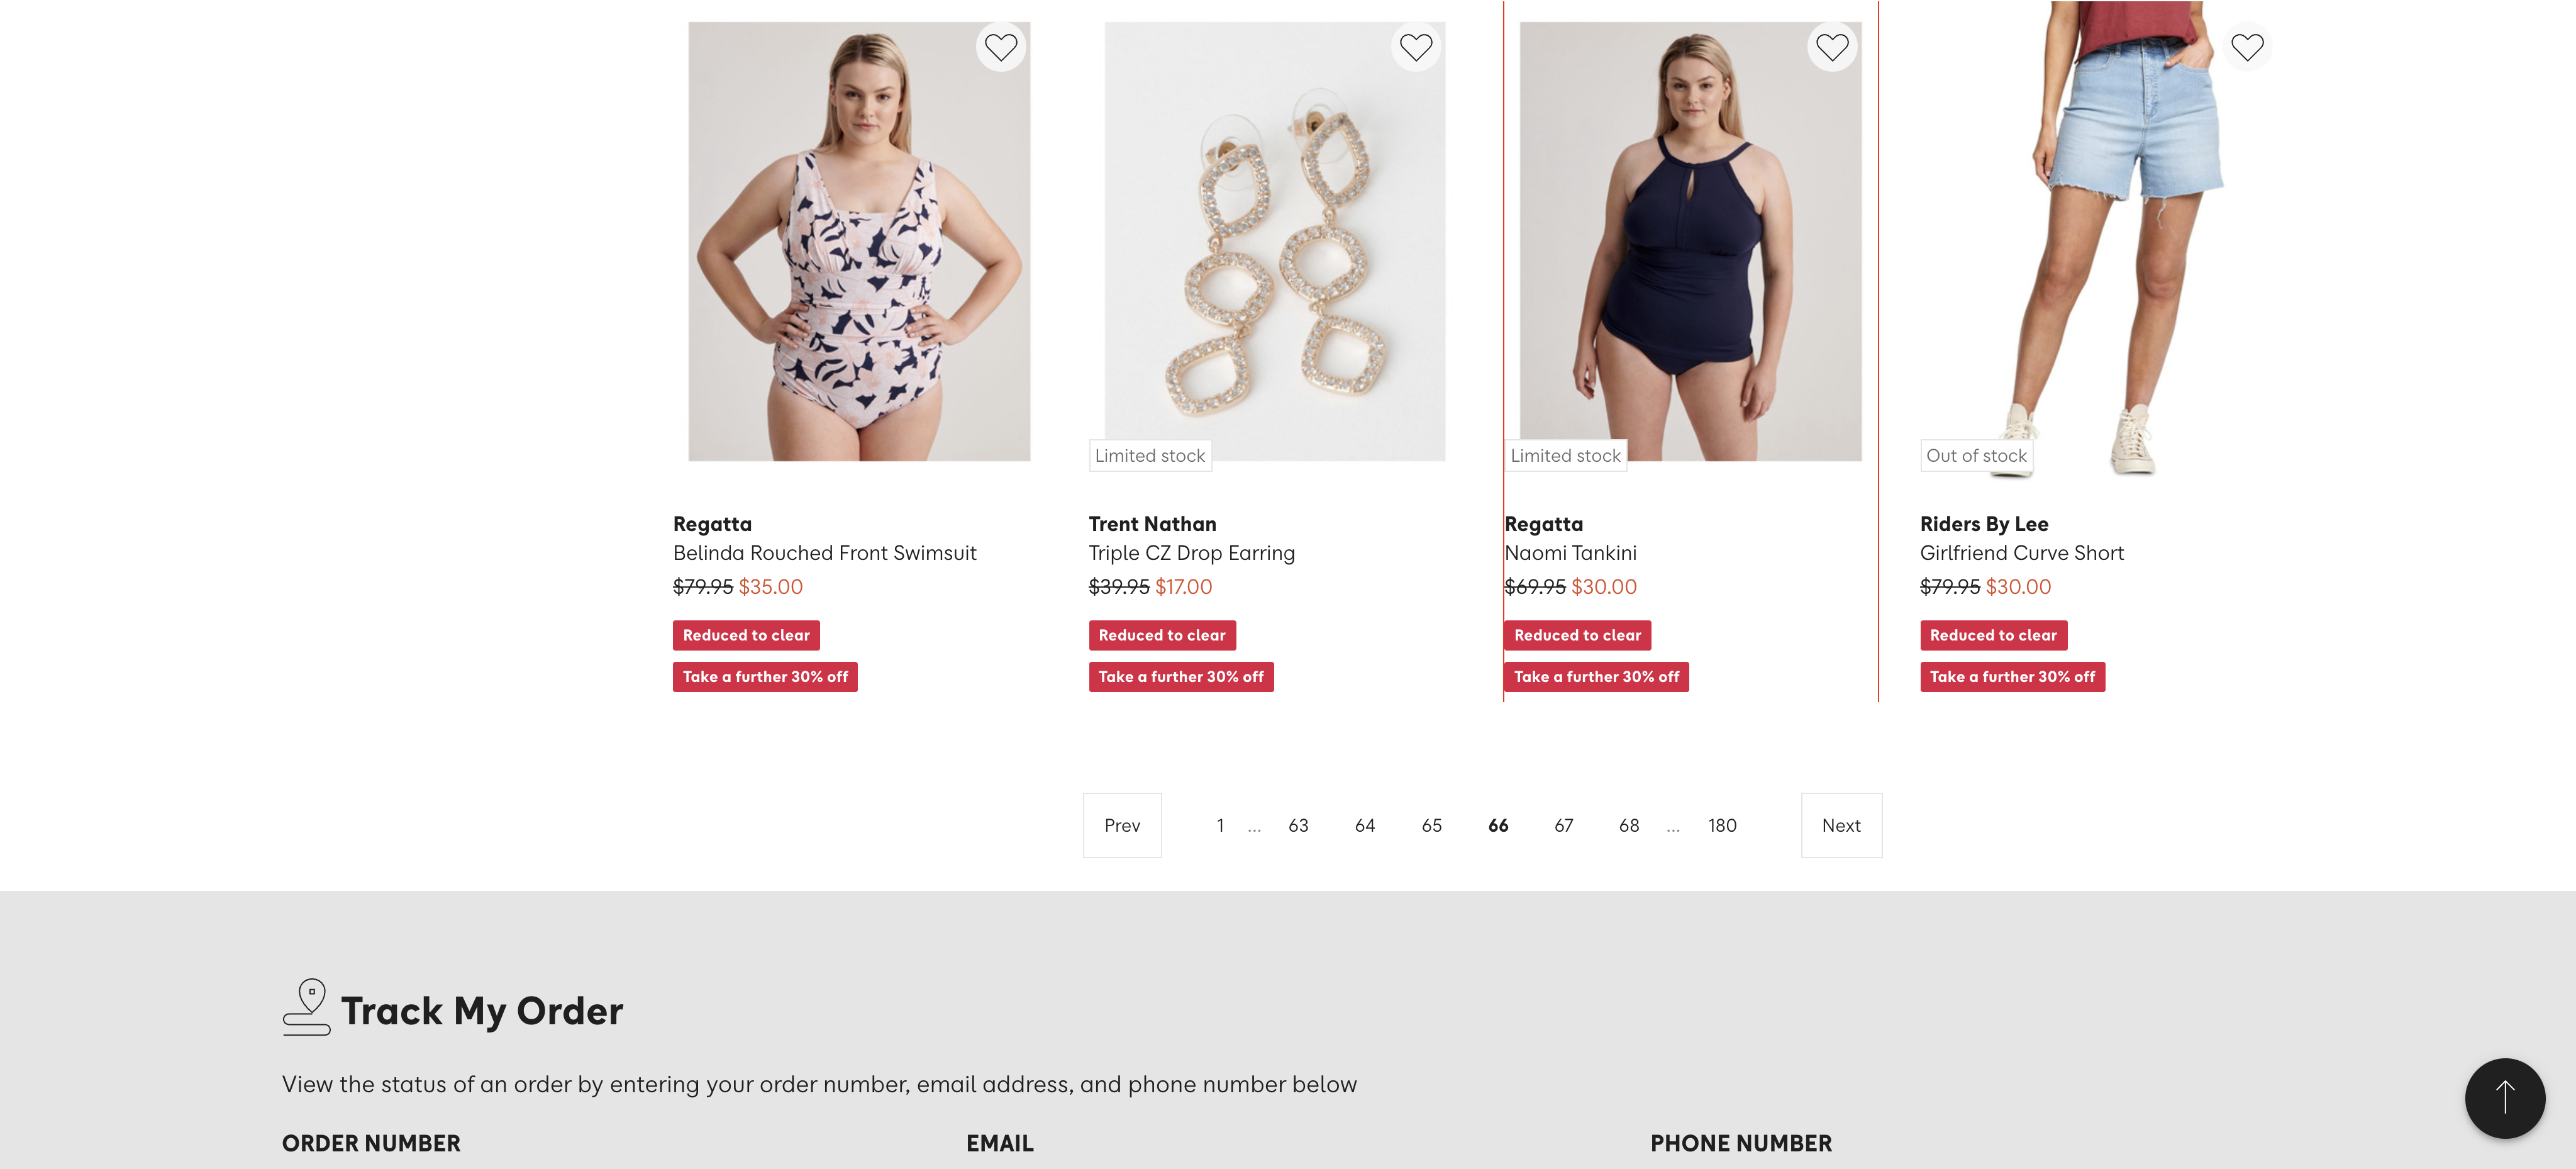 Limited stock
Limited stock
Out of stock
Regatta
Belinda Rouched Front Swimsuit
$79.95 $35.00
Reduced to clear
Take a further 30% off
Trent Nathan
Triple CZ Drop Earring
$39.95 $17.00
Reduced to clear
Take a further 30% off
Regatta
Naomi Tankini
$69.95 $30.00
Reduced to clear
Take a further 30% off
Riders By Lee
Girlfriend Curve Short
$79.95 $30.00
Reduced to clear
Take a further 30% off
Prev 1 ... 63 64 65 66 67 68 ... 180 Next
Track My Order
View the status of an order by entering your order number, email address, and phone number below
ORDER NUMBER
EMAIL
PHONE NUMBER